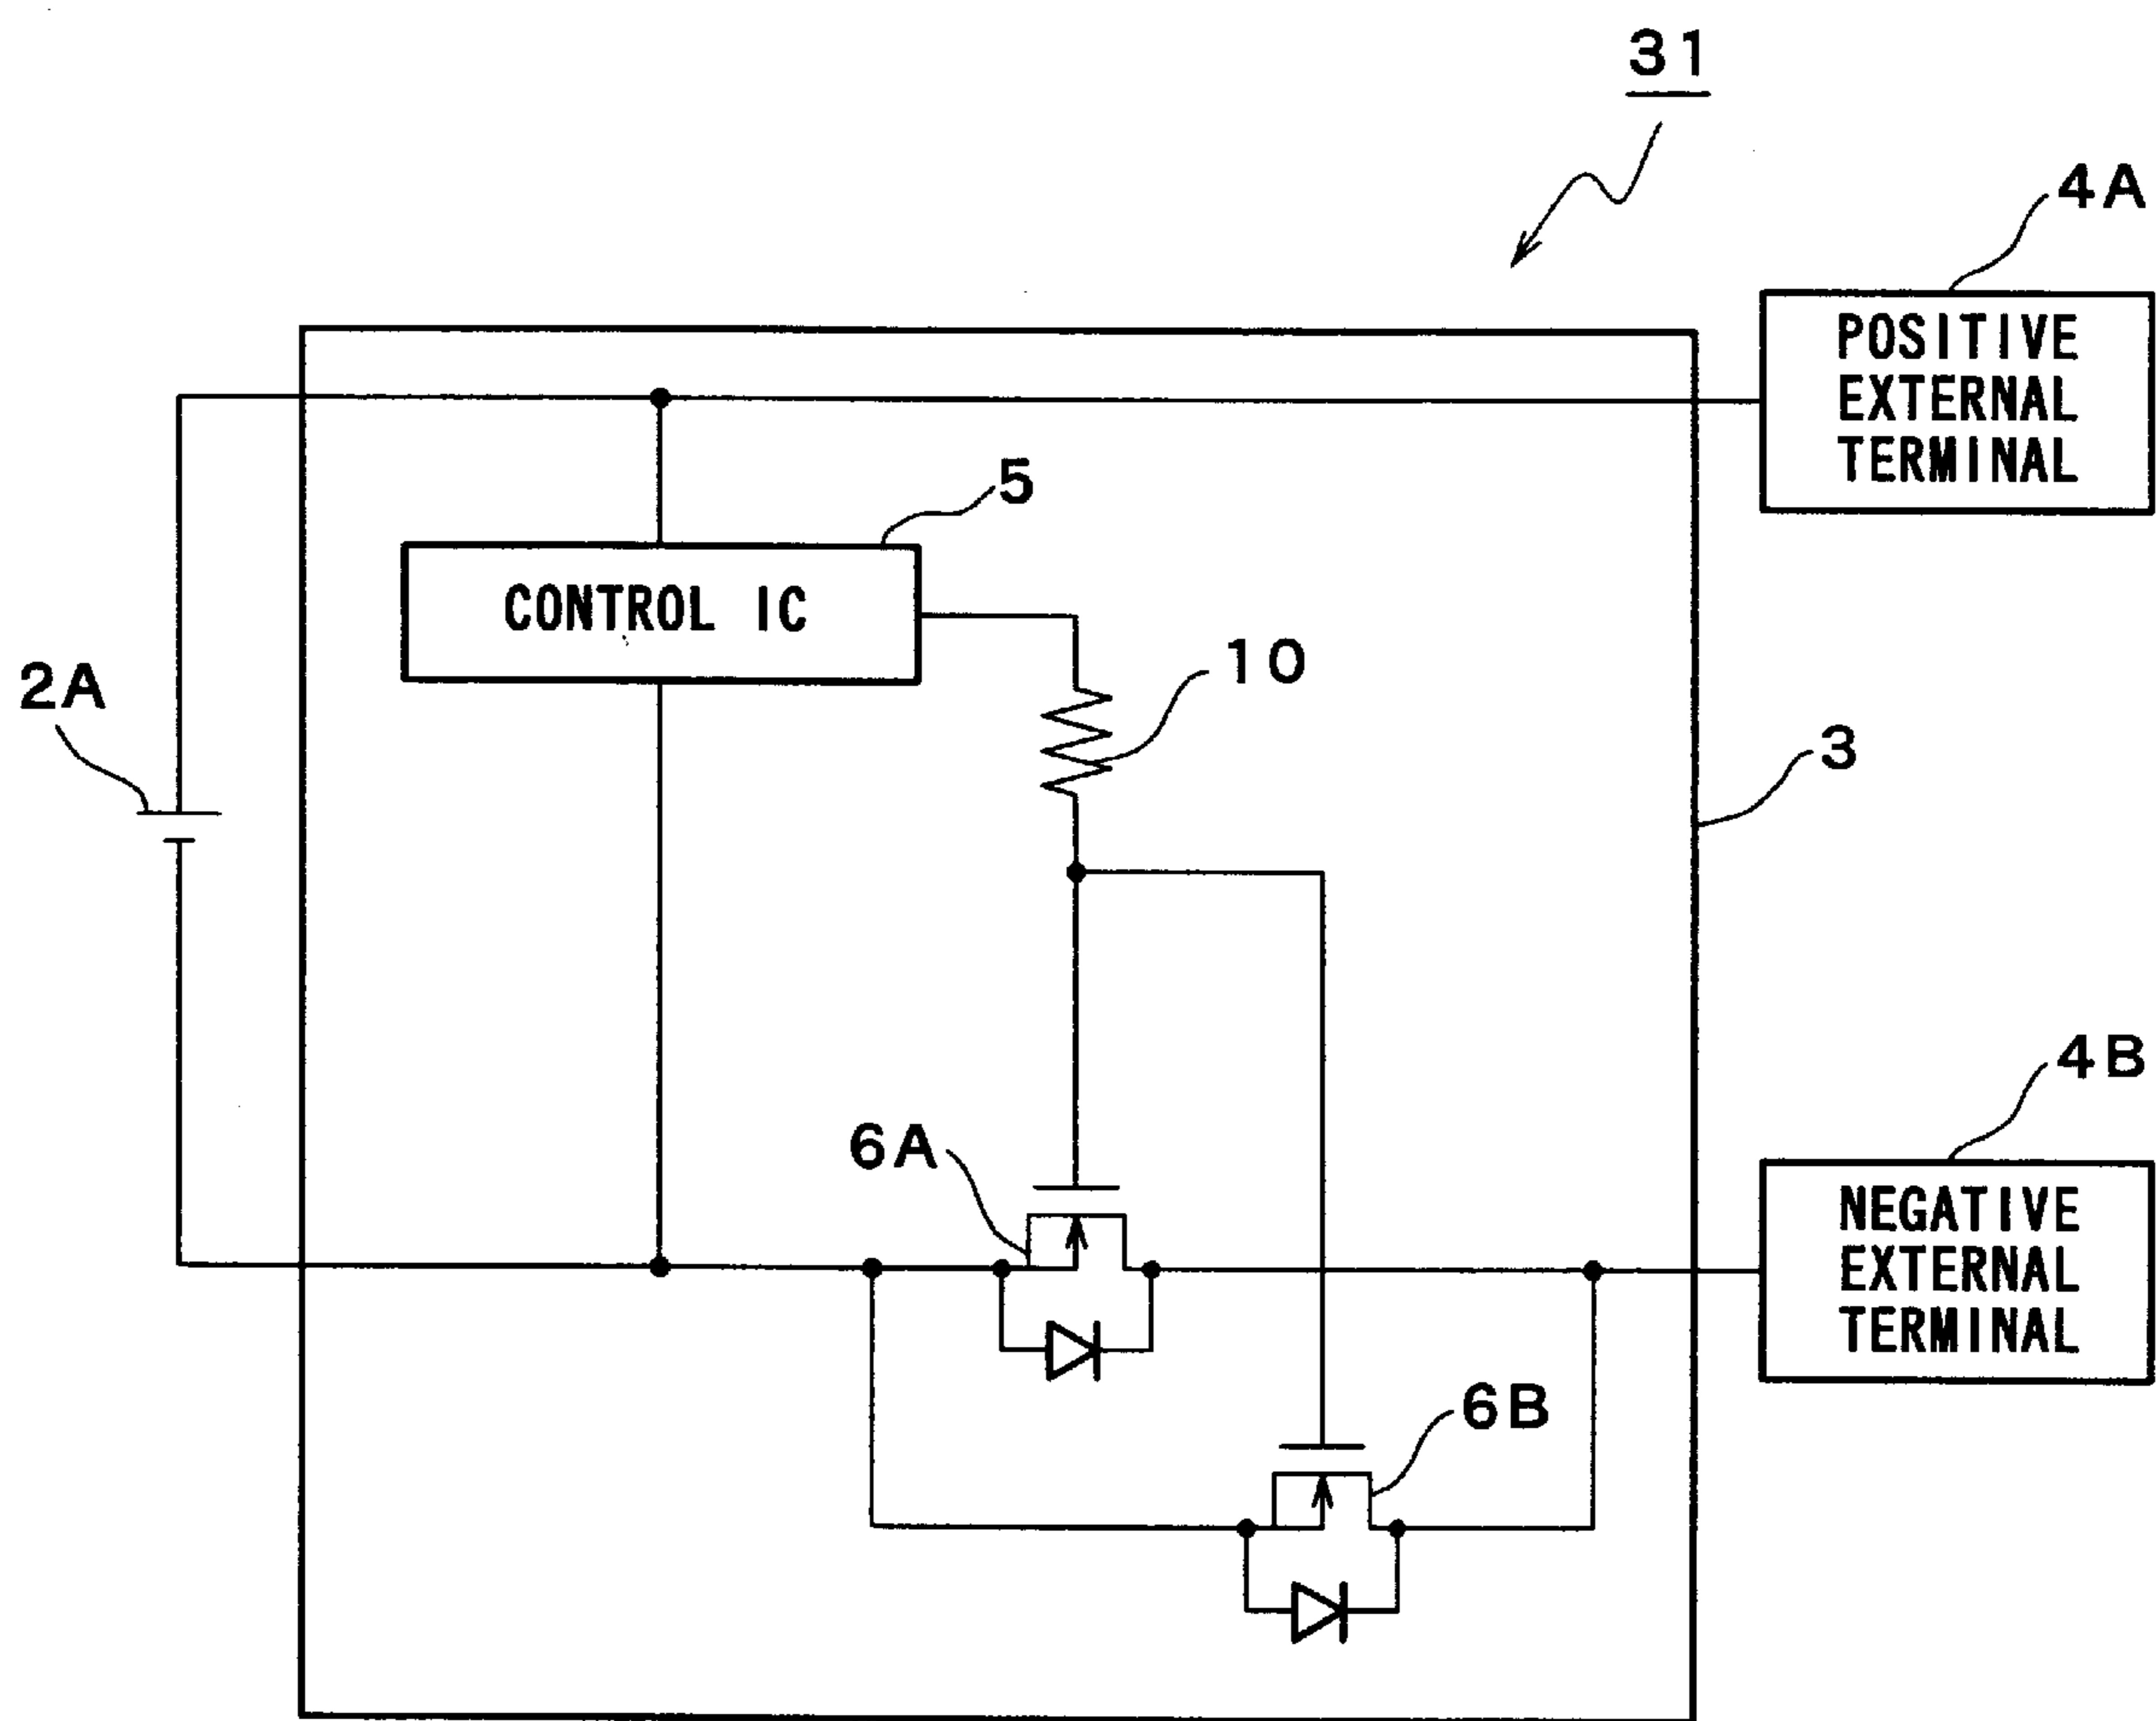 31
4A
POSITIVE
EXTERNAL
TERMINAL
5
CONTROL IC
10
2A
3
4B
6A
NEGATIVE
EXTERNAL
TERMINAL
6B